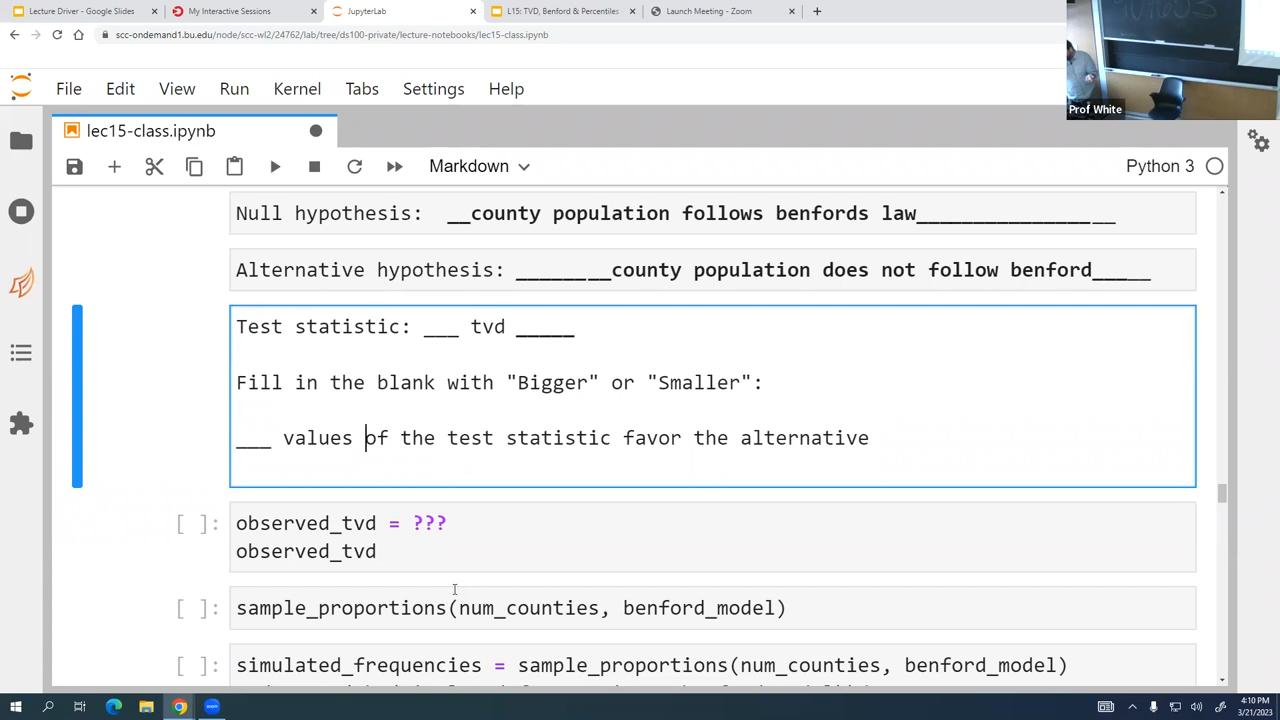 Lecture Driver - Google Slides
My Interactive Sessions
JupyterLab
L15: TVD, Benford & Percentiles
Launch Meeting - Zoom
scc-ondemand1.bu.edu/node/scc-wl2/24762/lab/tree/ds100-private/lecture-notebooks/lec15-class.ipynb
File Edit View Run Kernel Tabs Settings Help
Prof White
lec15-class.ipynb
Markdown
Python 3
Null hypothesis: __county population follows benfords law_________________
Alternative hypothesis: ________county population does not follow benford_____
Test statistic: ___ tvd _____
Fill in the blank with "Bigger" or "Smaller":
___ values of the test statistic favor the alternative
[ ]: observed_tvd = ???
observed_tvd
[ ]: sample_proportions(num_counties, benford_model)
[ ]: simulated_frequencies = sample_proportions(num_counties, benford_model)
4:10 PM
3/21/2023